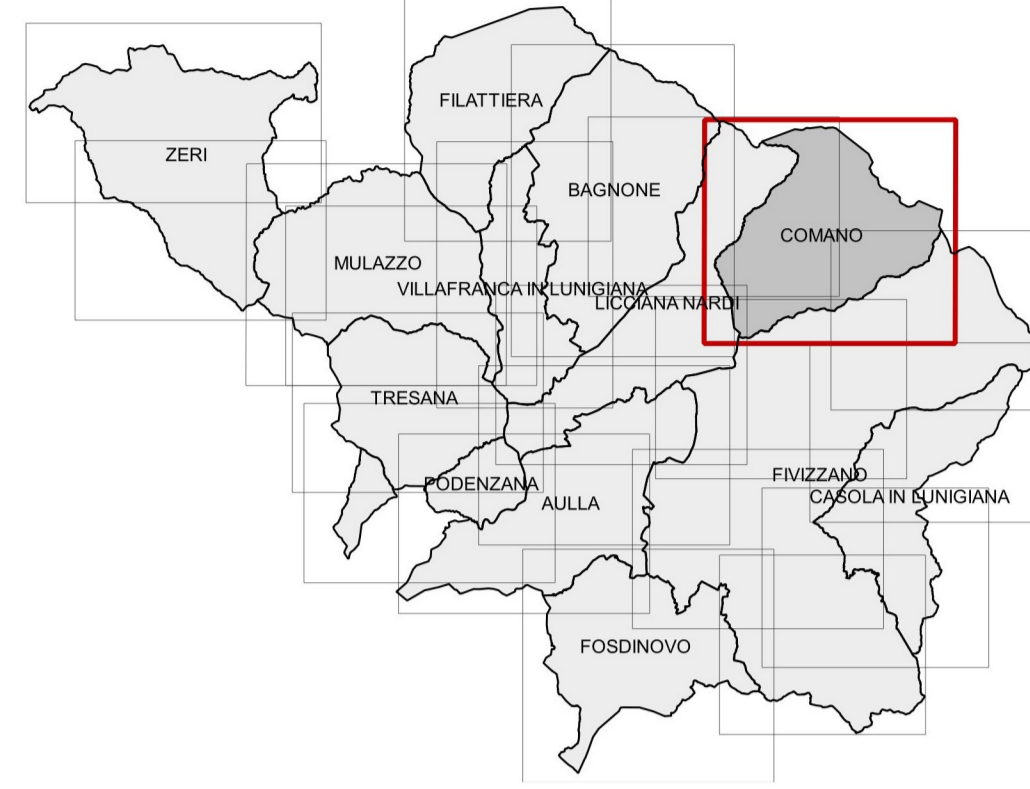 FILATTIERA
ZERI
BAGNONE
COMANO
MULAZZO
VILLAFRANCA IN LUNIGIANA
LICCIANA NARDI
TRESANA
FIVIZZANO
PODENZANA
CASOLA IN LUNIGIANA
AULLA
FOSDINOVO